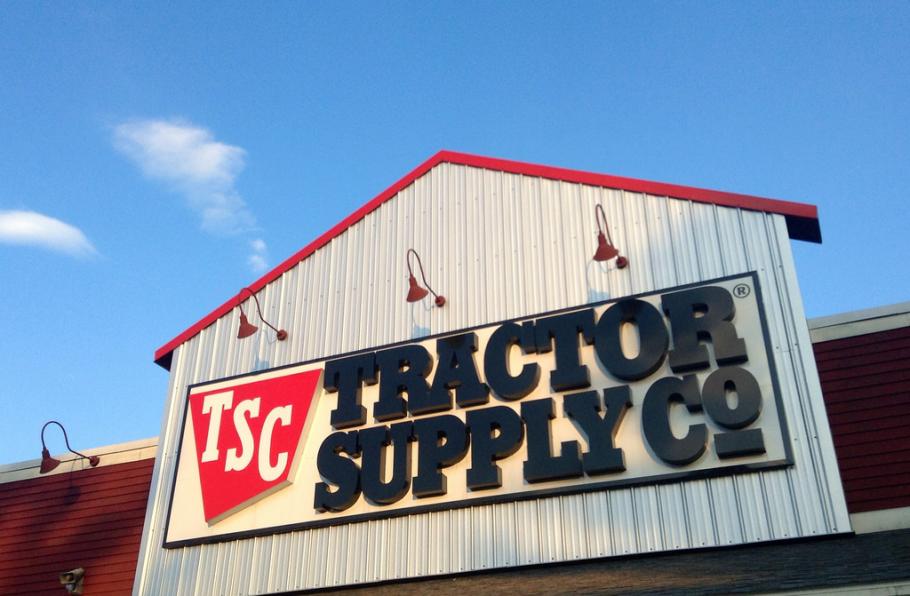 TSC
TRACTOR
SUPPLY CO
®